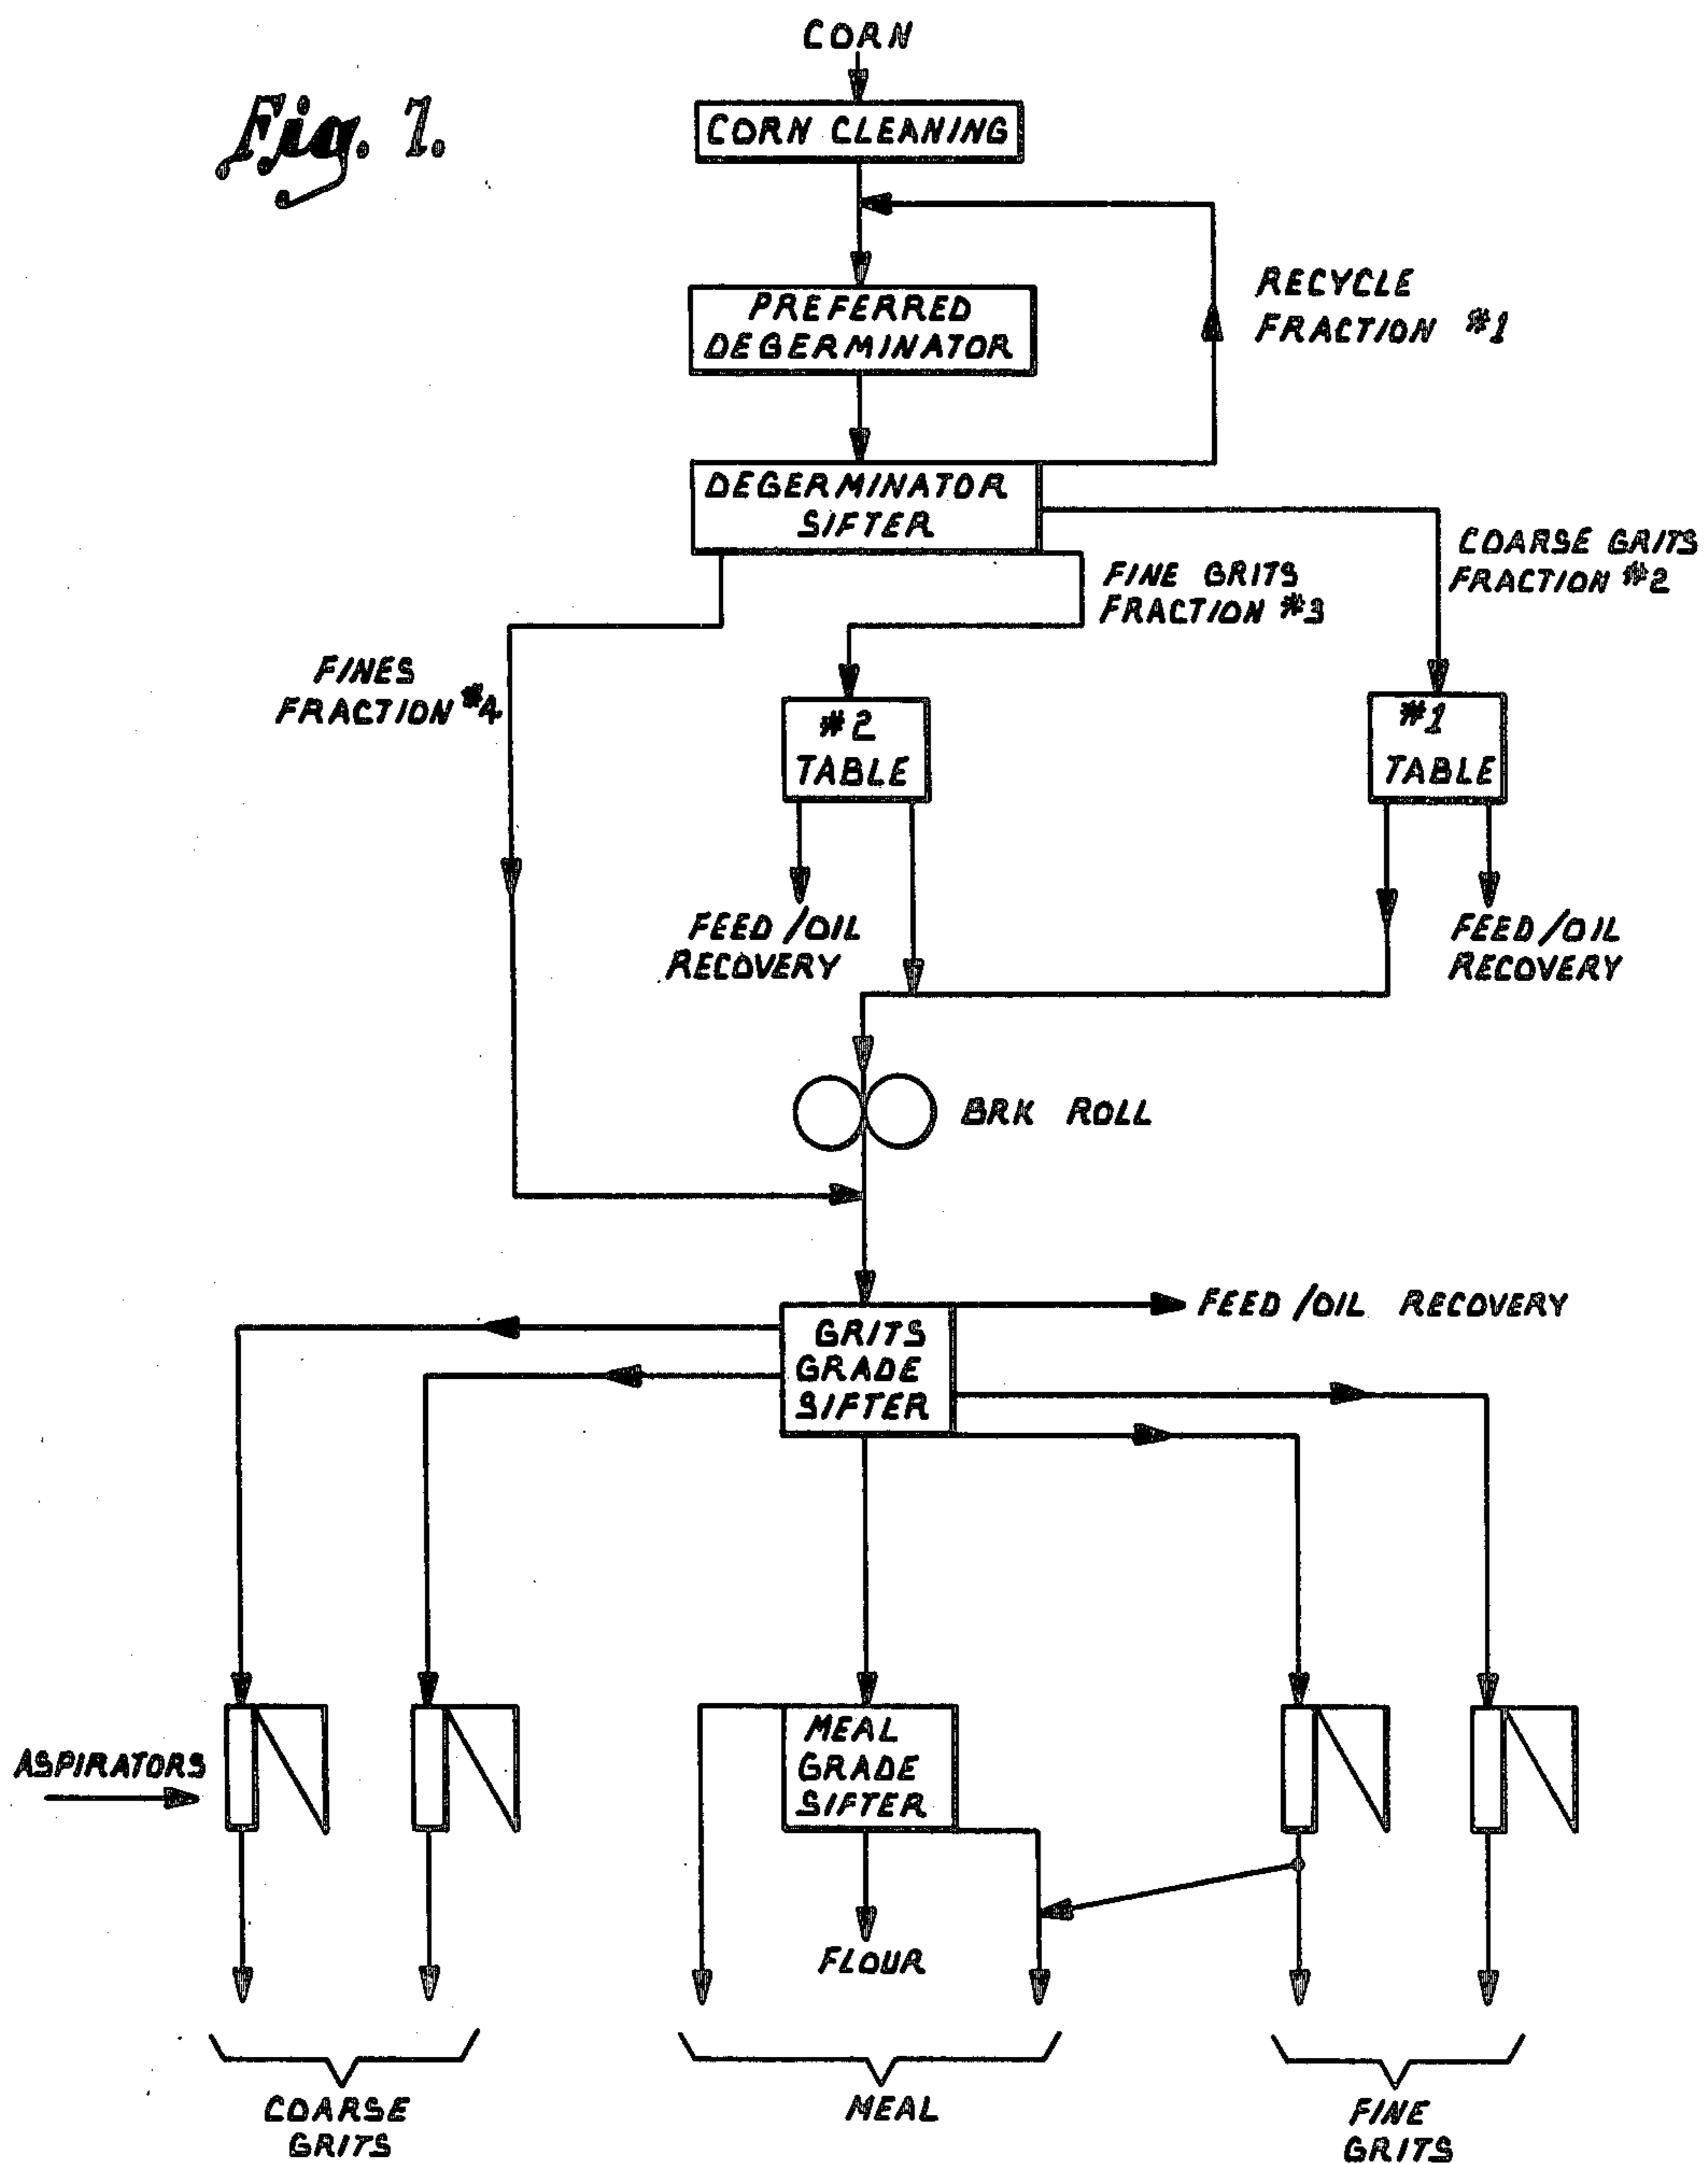 CORN
Fig. 7.
CORN CLEANING
RECYCLE
FRACTION #1
PREFERRED
DEGERMINATOR
DEGERMINATOR
SIFTER
COARSE GRITS
FRACTION #2
FINE GRITS
FRACTION #3
FINES
FRACTION #4
#2
TABLE
#1
TABLE
FEED/OIL
RECOVERY
FEED/OIL
RECOVERY
BRK ROLL
FEED/OIL RECOVERY
GRITS
GRADE
SIFTER
ASPIRATORS
MEAL
GRADE
SIFTER
FLOUR
COARSE
GRITS
MEAL
FINE
GRITS